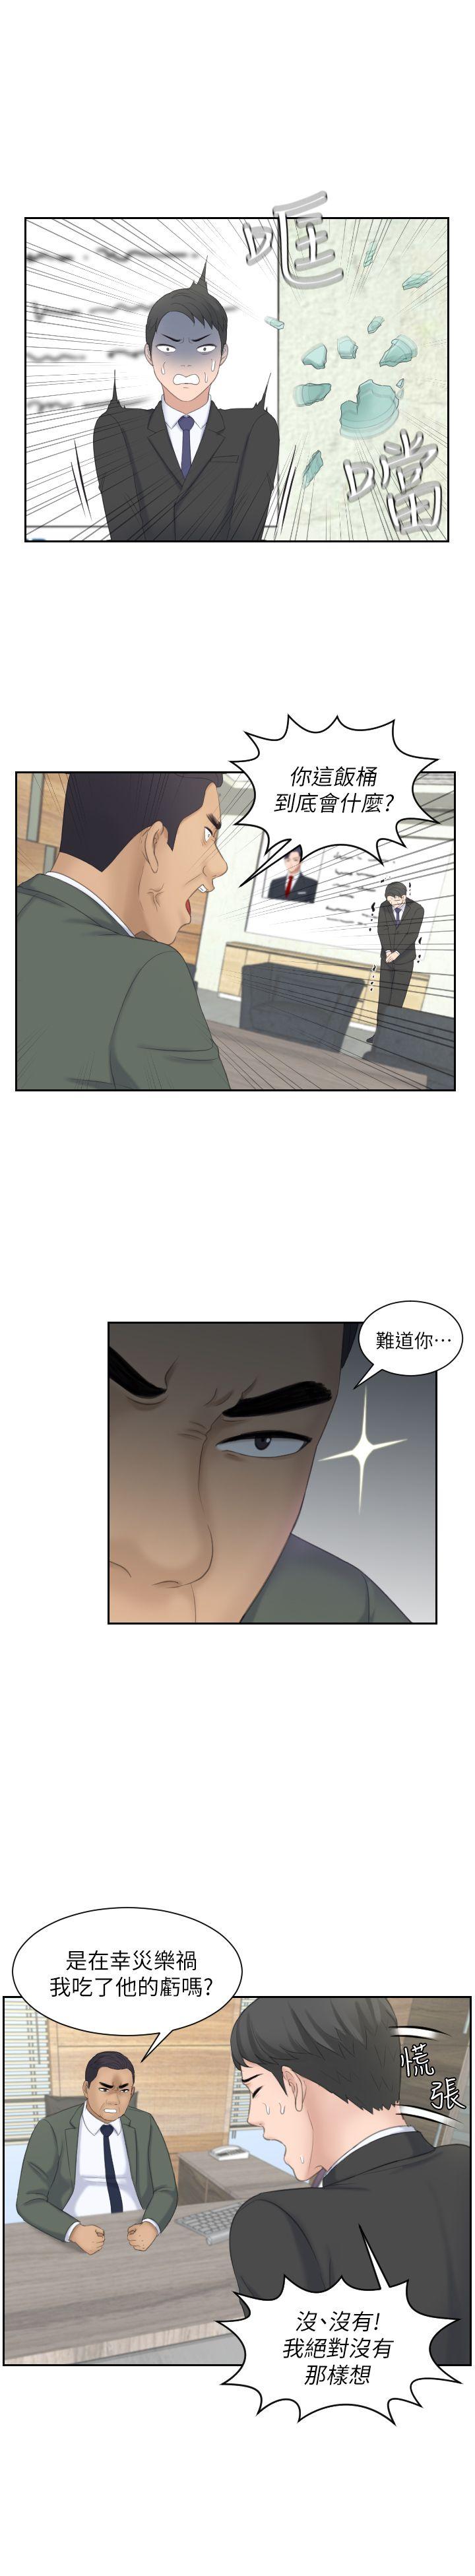 哐
噹
你這飯桶
到底會什麼?
難道你…
是在幸災樂禍
我吃了他的虧嗎?
慌
張
沒、沒有!
我絕對沒有
那樣想